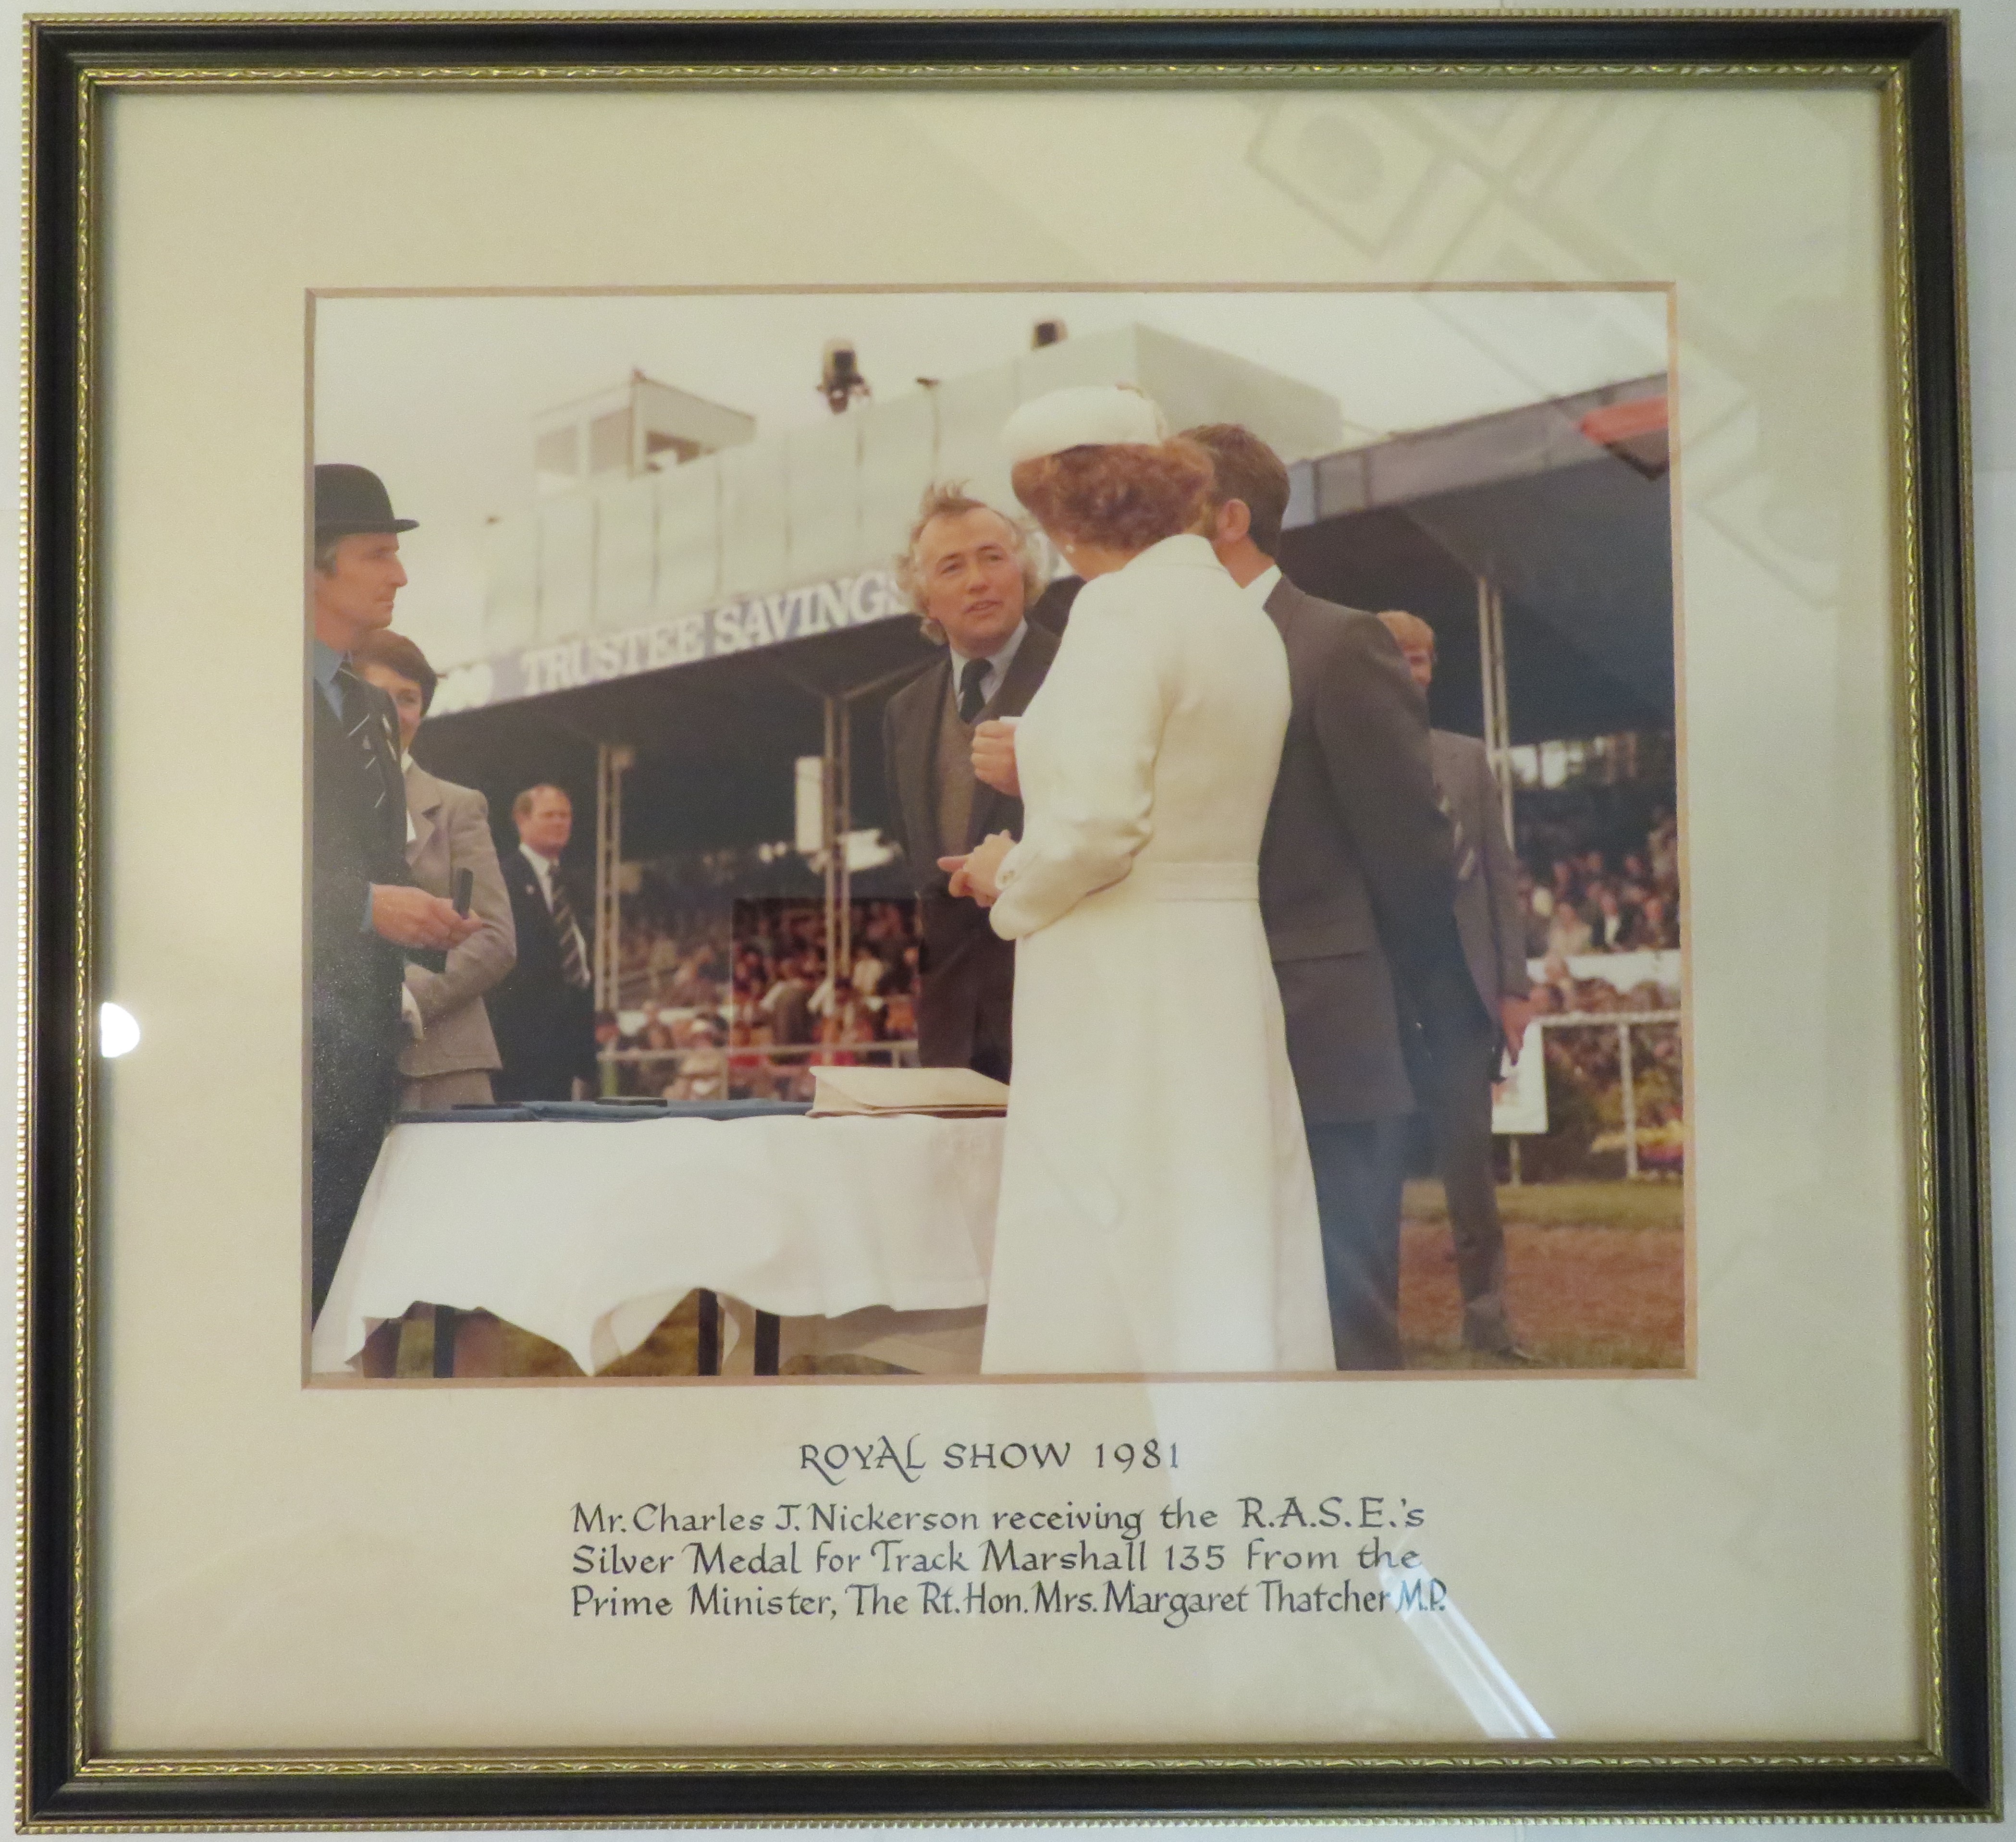 TRUSTEE SAVINGS
ROYAL SHOW 1981
Mr. Charles J. Nickerson receiving the R.A.S.E.'s
Silver Medal for Track Marshall 135 from the
Prime Minister, The Rt. Hon. Mrs. Margaret Thatcher M.P.